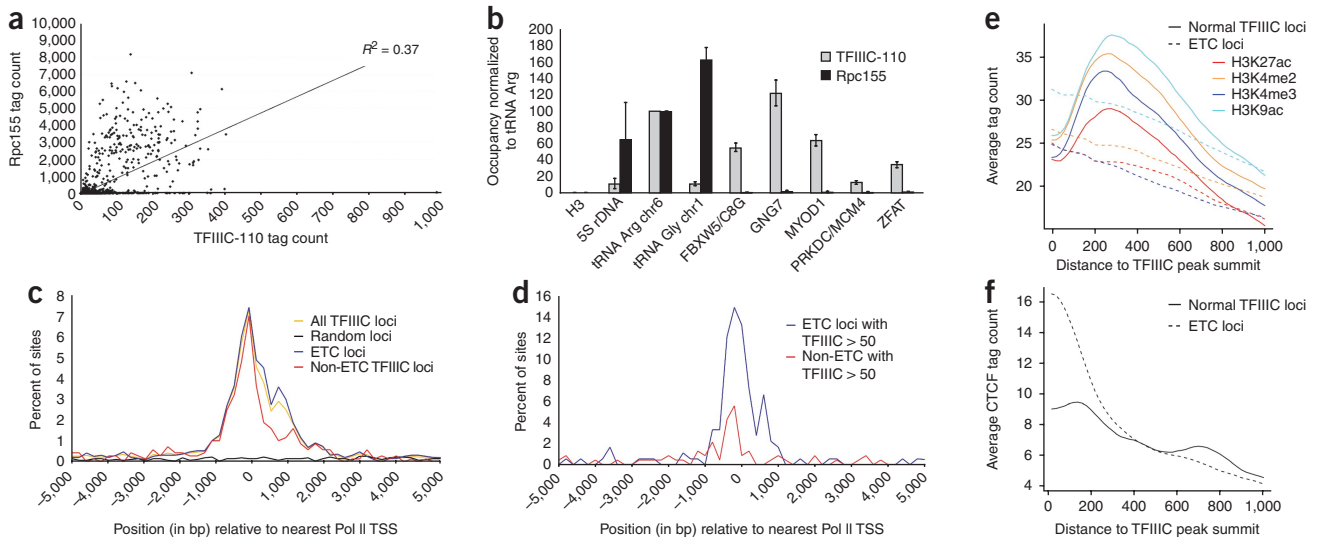 a
10,000
9,000
8,000
7,000
6,000
5,000
4,000
3,000
2,000
1,000
0
Rpc155 tag count
R² = 0.37
0
100
200
300
400
500
600
700
800
900
1,000
TFIIIC-110 tag count
b
200
180
160
140
120
100
80
60
40
20
0
Occupancy normalized
to tRNA Arg
TFIIIC-110
Rpc155
H3
5S rDNA
tRNA Arg chr6
tRNA Gly chr1
FBXW5/C8G
GNG7
MYOD1
PRKDC/MCM4
ZFAT
e
Normal TFIIIC loci
ETC loci
H3K27ac
H3K4me2
H3K4me3
H3K9ac
35
30
25
20
Average tag count
0
200
400
600
800
1,000
Distance to TFIIIC peak summit
c
8
7
6
5
4
3
2
1
0
Percent of sites
All TFIIIC loci
Random loci
ETC loci
Non-ETC TFIIIC loci
–5,000
–4,000
–3,000
–2,000
–1,000
0
1,000
2,000
3,000
4,000
5,000
Position (in bp) relative to nearest Pol II TSS
d
16
14
12
10
8
6
4
2
0
Percent of sites
ETC loci with
TFIIIC > 50
Non-ETC with
TFIIIC > 50
–5,000
–4,000
–3,000
–2,000
–1,000
0
1,000
2,000
3,000
4,000
5,000
Position (in bp) relative to nearest Pol II TSS
f
16
14
12
10
8
6
4
Average CTCF tag count
Normal TFIIIC loci
ETC loci
0
200
400
600
800
1,000
Distance to TFIIIC peak summit